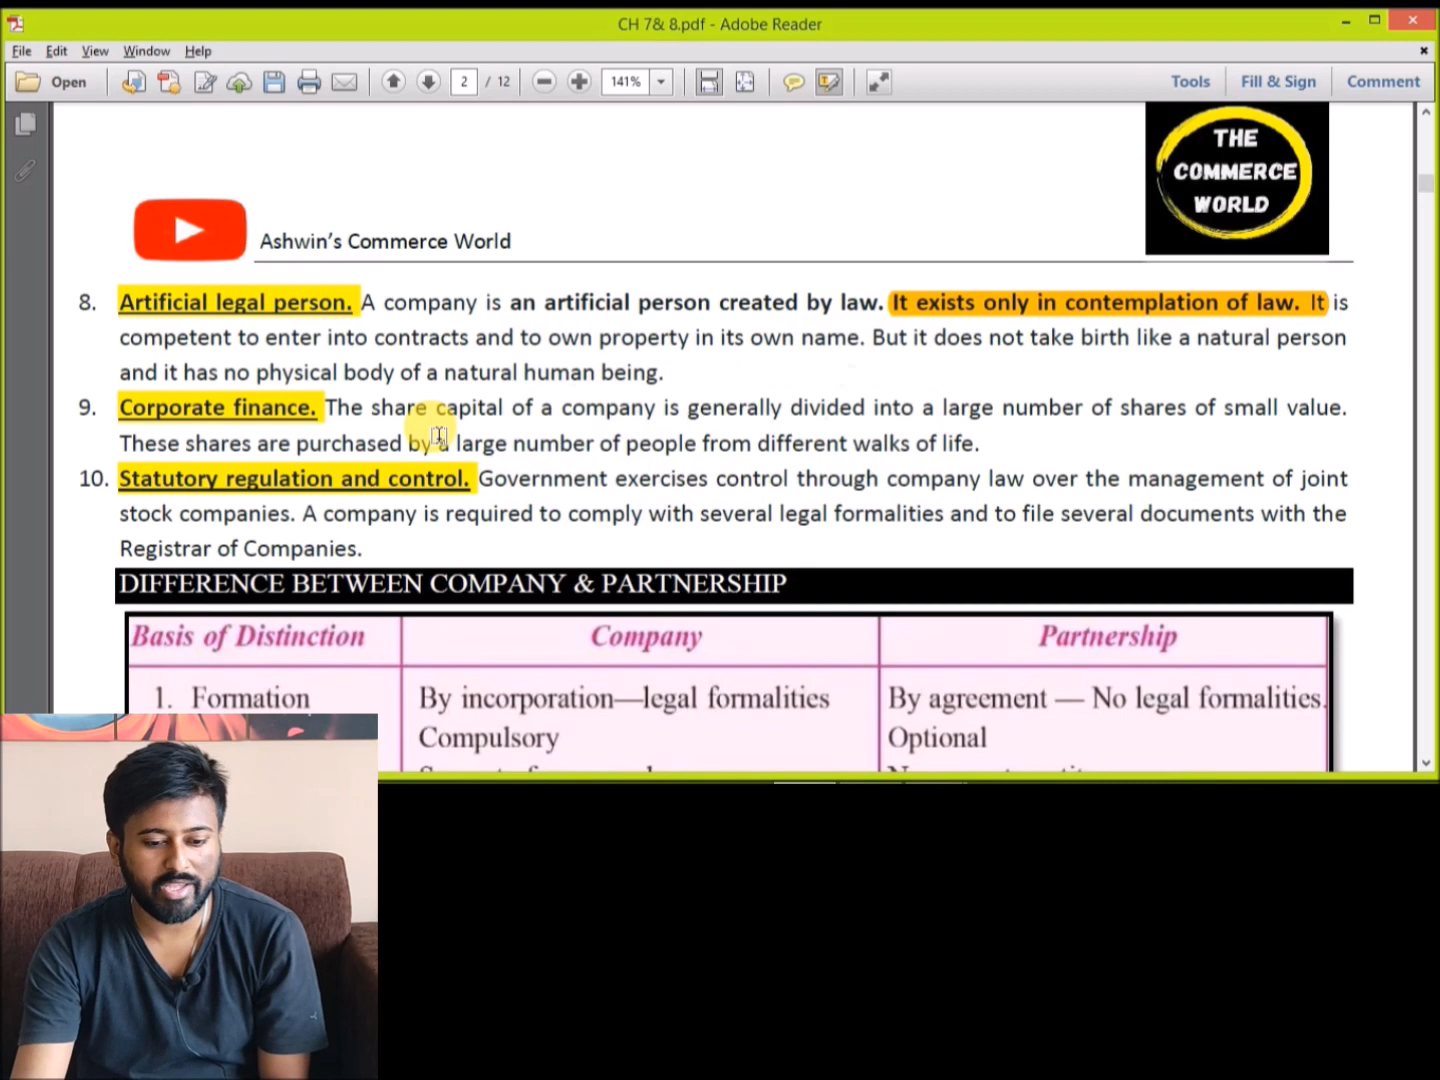 CH 7& 8.pdf - Adobe Reader
File Edit View Window Help
Open 2 / 12 141% Tools Fill & Sign Comment
THE
COMMERCE
WORLD
Ashwin’s Commerce World
8. Artificial legal person. A company is an artificial person created by law. It exists only in contemplation of law. It is
competent to enter into contracts and to own property in its own name. But it does not take birth like a natural person
and it has no physical body of a natural human being.
9. Corporate finance. The share capital of a company is generally divided into a large number of shares of small value.
These shares are purchased by a large number of people from different walks of life.
10. Statutory regulation and control. Government exercises control through company law over the management of joint
stock companies. A company is required to comply with several legal formalities and to file several documents with the
Registrar of Companies.
DIFFERENCE BETWEEN COMPANY & PARTNERSHIP
Basis of Distinction Company Partnership
1. Formation By incorporation—legal formalities By agreement — No legal formalities.
Compulsory Optional